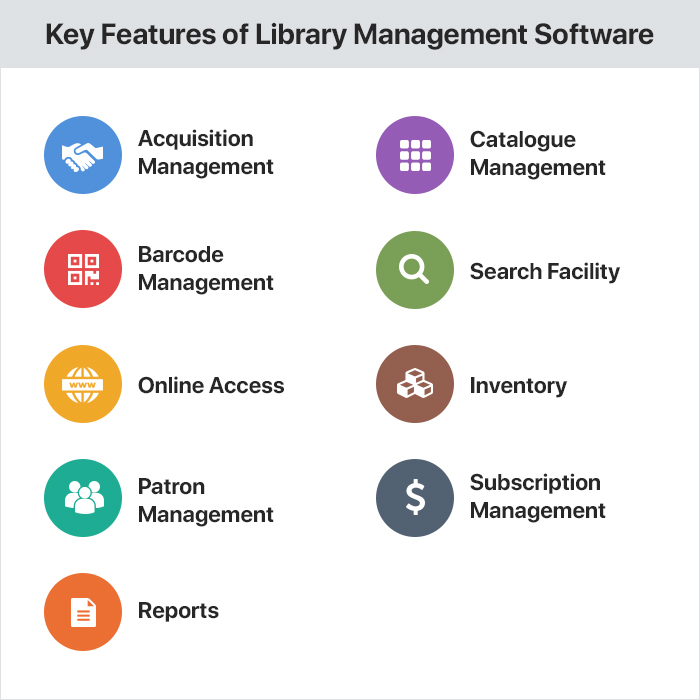 Key Features of Library Management Software
Acquisition
Management
Catalogue
Management
Barcode
Management
Search Facility
www
Online Access
Inventory
Patron
Management
$
Subscription
Management
Reports